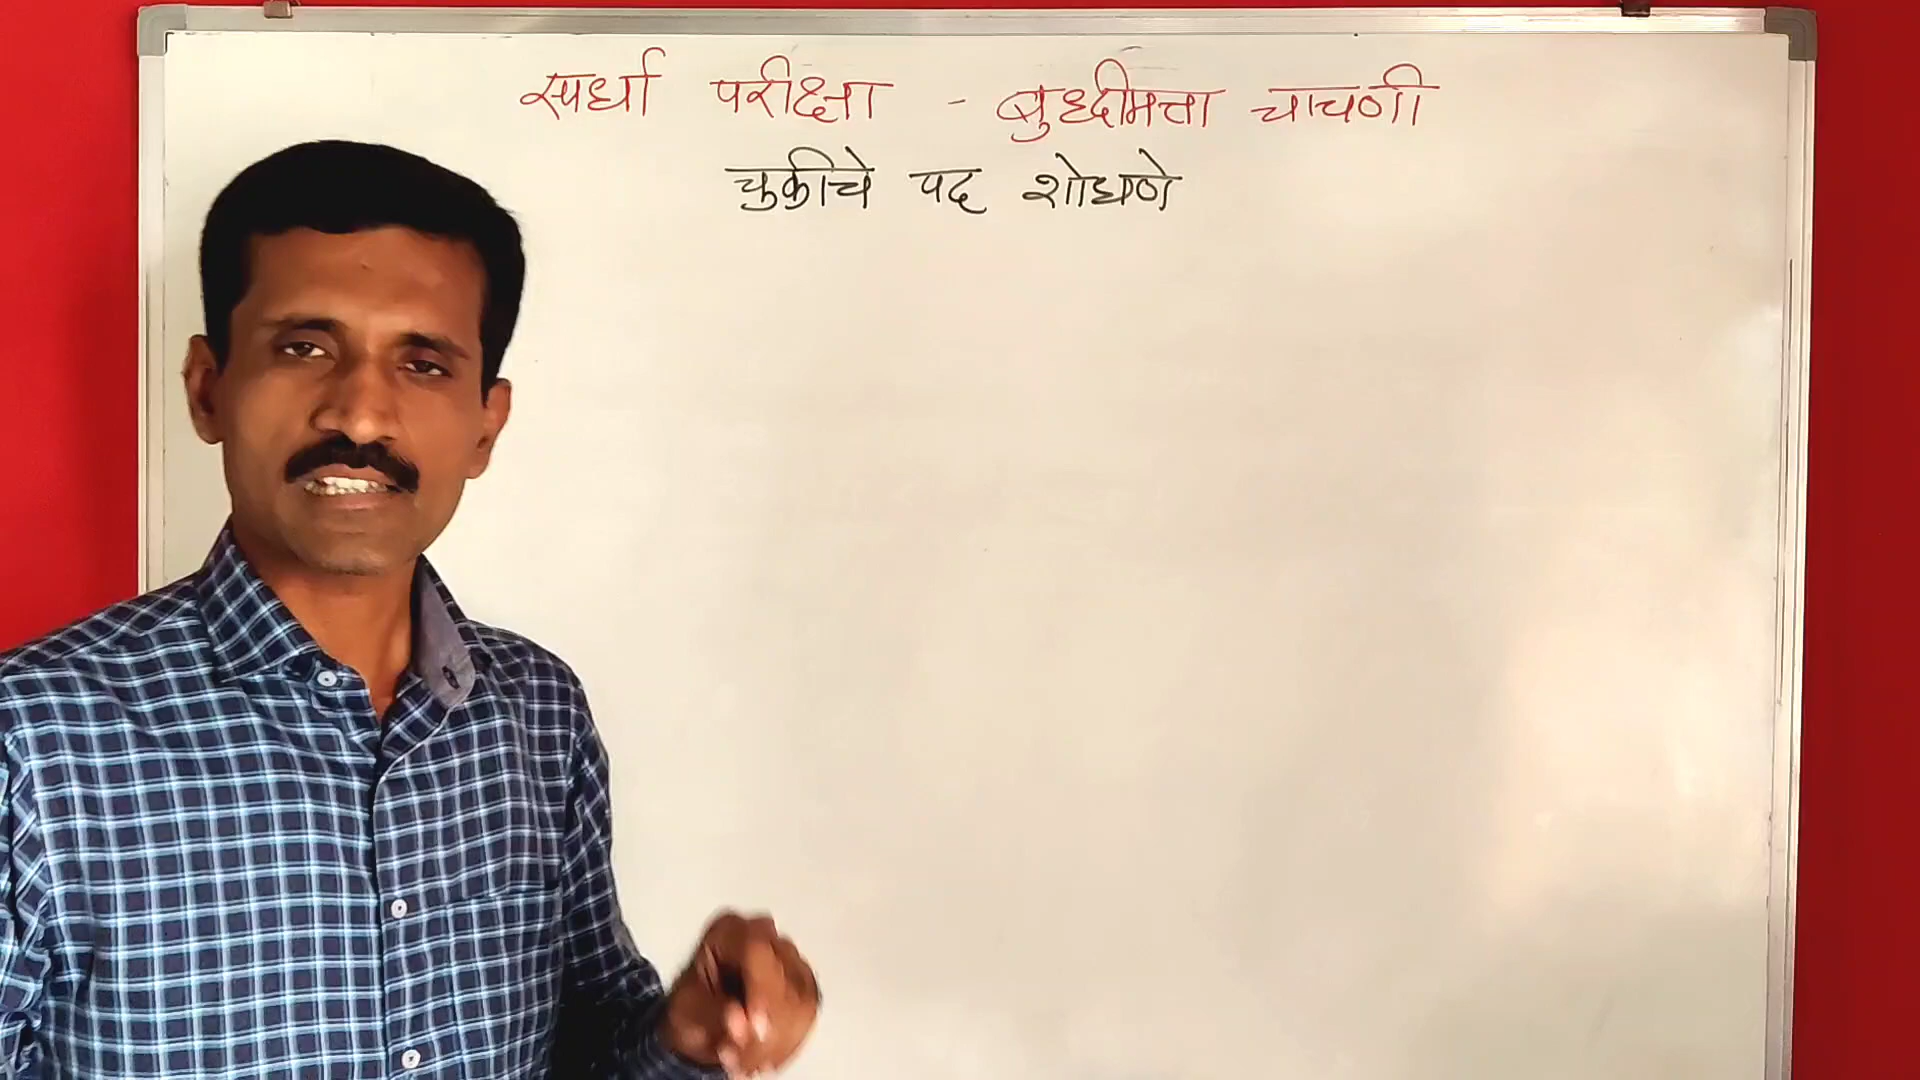 स्पर्धा परीक्षा - बुध्दीमत्ता चाचणी
चुकीचे पद शोधणे